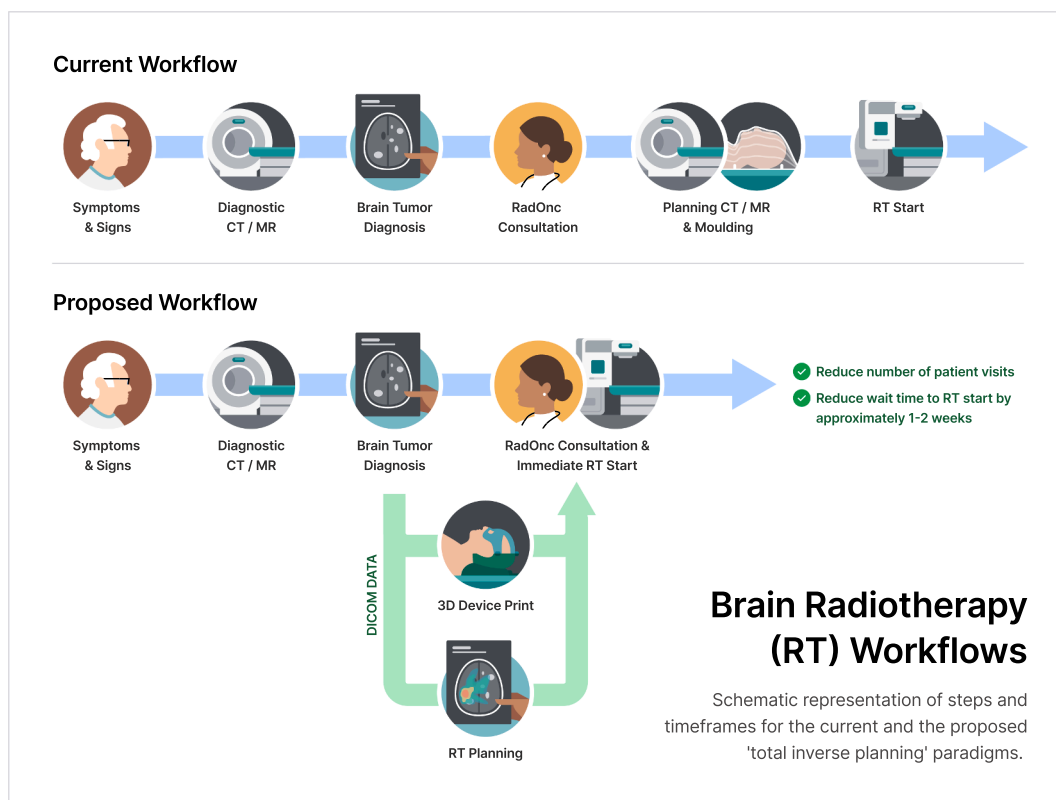 Current Workflow
Symptoms
& Signs
Diagnostic
CT / MR
Brain Tumor
Diagnosis
RadOnc
Consultation
Planning CT / MR
& Moulding
RT Start
Proposed Workflow
Symptoms
& Signs
Diagnostic
CT / MR
Brain Tumor
Diagnosis
RadOnc Consultation &
Immediate RT Start
Reduce number of patient visits
Reduce wait time to RT start by
approximately 1-2 weeks
DICOM DATA
3D Device Print
RT Planning
Brain Radiotherapy
(RT) Workflows
Schematic representation of steps and
timeframes for the current and the proposed
'total inverse planning' paradigms.